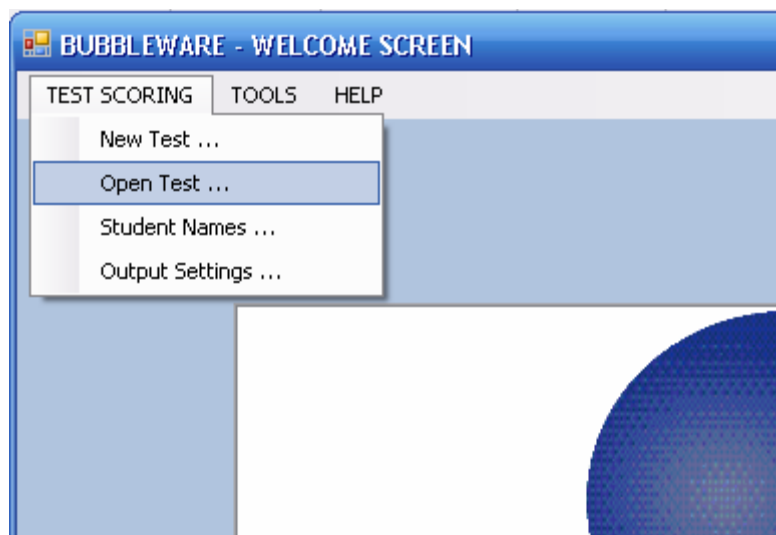 BUBBLEWARE - WELCOME SCREEN
TEST SCORING TOOLS HELP
New Test ...
Open Test ...
Student Names ...
Output Settings ...